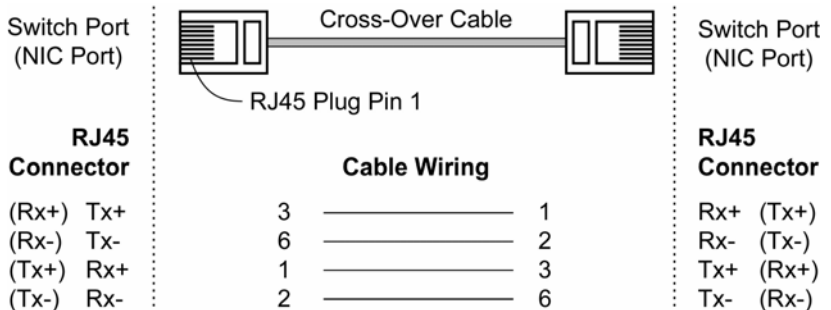 Switch Port
(NIC Port)
Cross-Over Cable
Switch Port
(NIC Port)
RJ45 Plug Pin 1
RJ45
Connector
Cable Wiring
RJ45
Connector
(Rx+) Tx+ 3 1 Rx+ (Tx+)
(Rx-) Tx- 6 2 Rx- (Tx-)
(Tx+) Rx+ 1 3 Tx+ (Rx+)
(Tx-) Rx- 2 6 Tx- (Rx-)